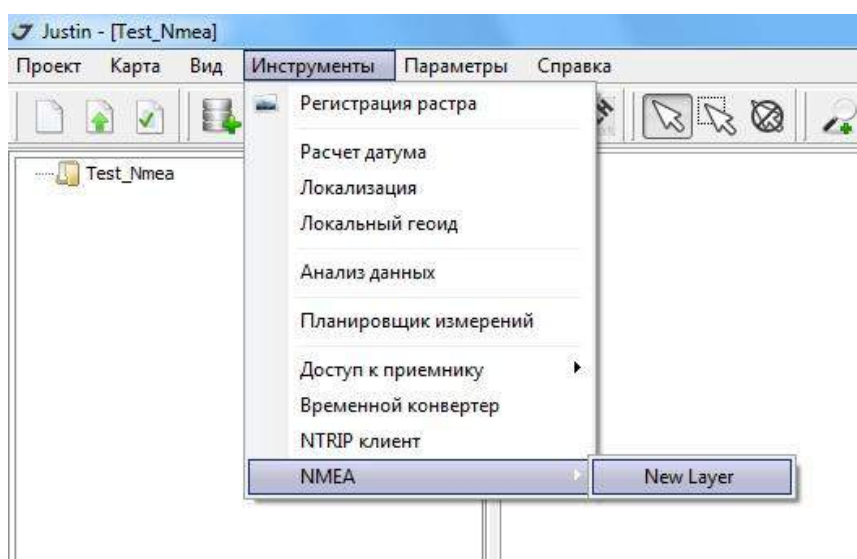 Justin - [Test_Nmea]
Проект Карта Вид Инструменты Параметры Справка
Регистрация растра
Test_Nmea
Расчет датума
Локализация
Локальный геоид
Анализ данных
Планировщик измерений
Доступ к приемнику
Временной конвертер
NTRIP клиент
NMEA
New Layer